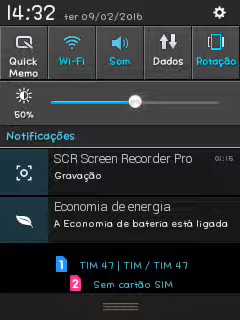 14:32 ter 09/02/2016
Quick Memo
Wi-Fi
Som
Dados
Rotação
50%
Notificações
SCR Screen Recorder Pro 01:15
Gravação
Economia de energia
A Economia de bateria está ligada
1 TIM 47 | TIM / TIM 47
2 Sem cartão SIM